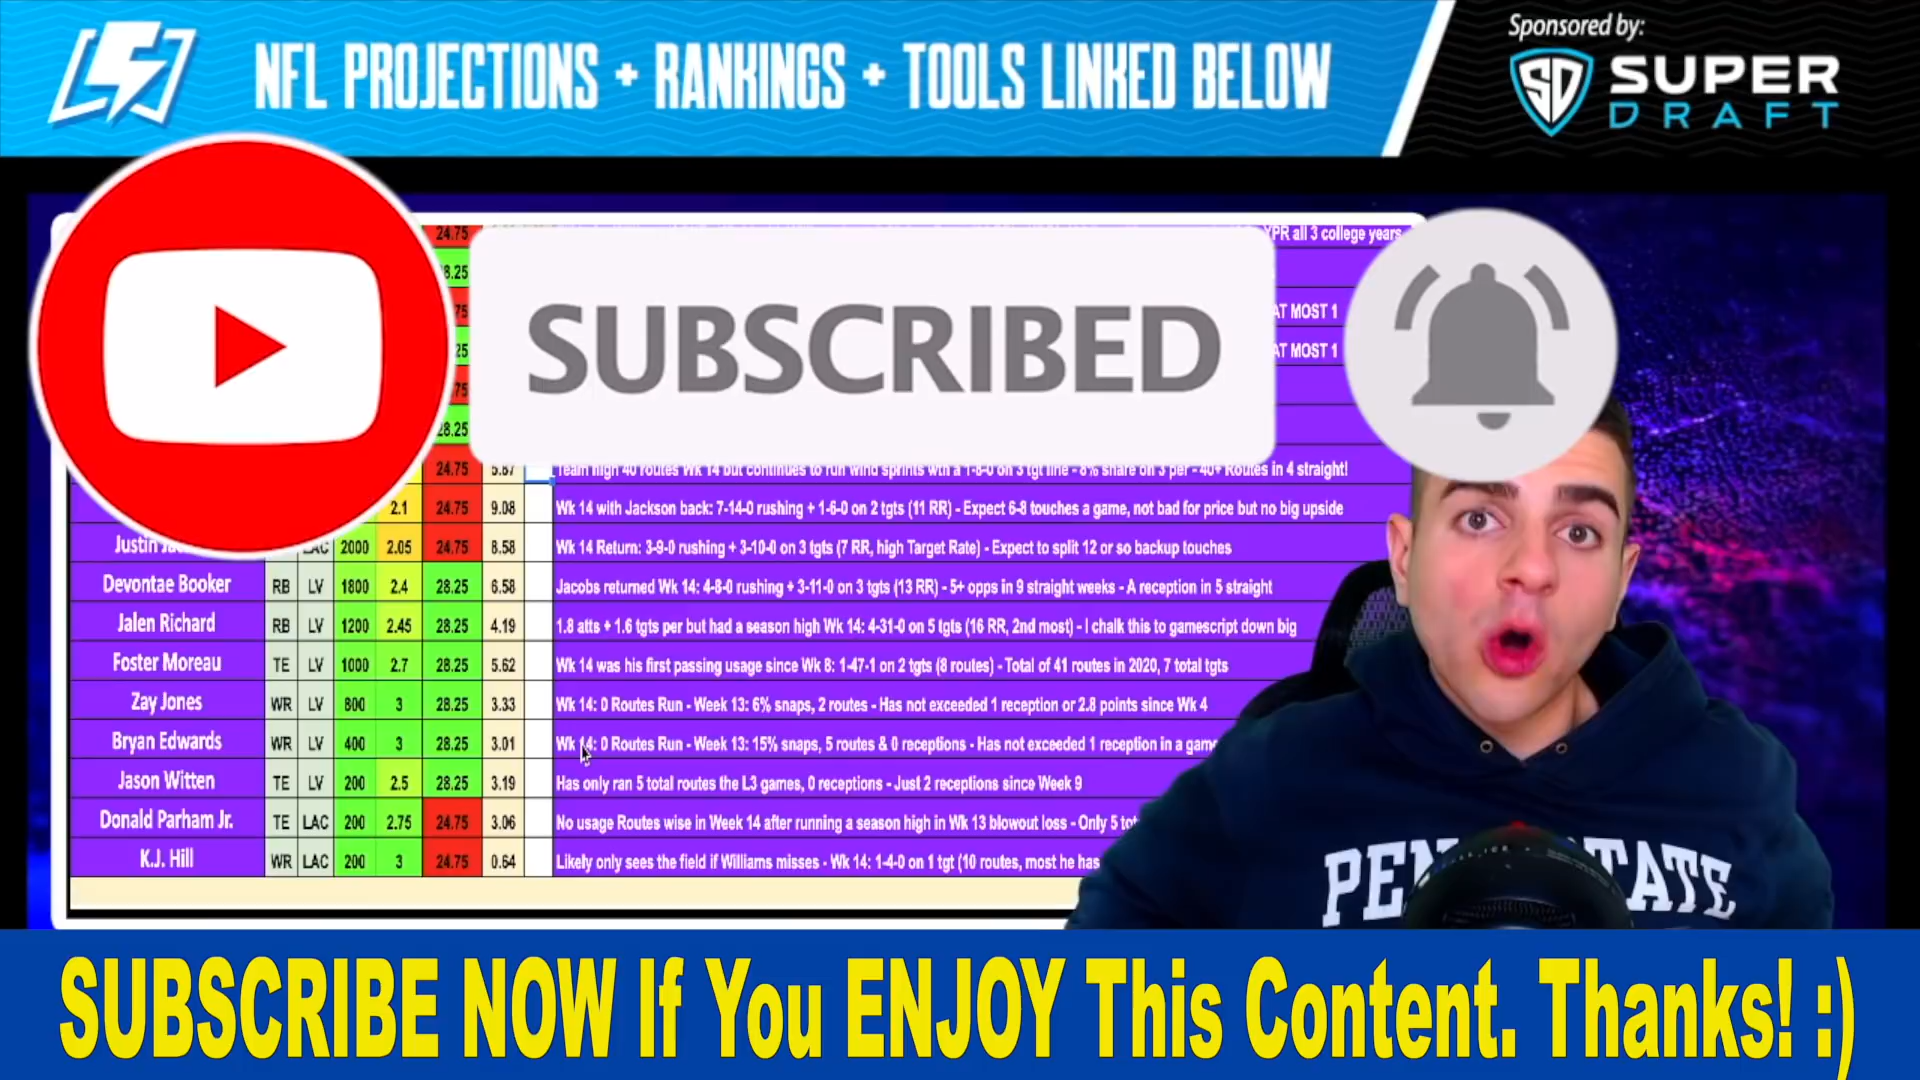 NFL PROJECTIONS + RANKINGS + TOOLS LINKED BELOW
Sponsored by:
SD SUPER
DRAFT
24.75 YPR all 3 college years
8.25
75 AT MOST 1
25 AT MOST 1
75
28.25
SUBSCRIBED
24.75 5.87 Team high 40 routes Wk 14 but continues to run wind sprints wth a 1-8-0 on 3 tgt line - 8% share on 3 per - 40+ Routes in 4 straight!
2.1 24.75 9.08 Wk 14 with Jackson back: 7-14-0 rushing + 1-6-0 on 2 tgts (11 RR) - Expect 6-8 touches a game, not bad for price but no big upside
Justin LAC 2000 2.05 24.75 8.58 Wk 14 Return: 3-9-0 rushing + 3-10-0 on 3 tgts (7 RR, high Target Rate) - Expect to split 12 or so backup touches
Devontae Booker RB LV 1800 2.4 28.25 6.58 Jacobs returned Wk 14: 4-8-0 rushing + 3-11-0 on 3 tgts (13 RR) - 5+ opps in 9 straight weeks - A reception in 5 straight
Jalen Richard RB LV 1200 2.45 28.25 4.19 1.8 atts + 1.6 tgts per but had a season high Wk 14: 4-31-0 on 5 tgts (16 RR, 2nd most) - I chalk this to gamescript down big
Foster Moreau TE LV 1000 2.7 28.25 5.62 Wk 14 was his first passing usage since Wk 8: 1-47-1 on 2 tgts (8 routes) - Total of 41 routes in 2020, 7 total tgts
Zay Jones WR LV 800 3 28.25 3.33 Wk 14: 0 Routes Run - Week 13: 6% snaps, 2 routes - Has not exceeded 1 reception or 2.8 points since Wk 4
Bryan Edwards WR LV 400 3 28.25 3.01 Wk 14: 0 Routes Run - Week 13: 15% snaps, 5 routes & 0 receptions - Has not exceeded 1 reception in a game
Jason Witten TE LV 200 2.5 28.25 3.19 Has only ran 5 total routes the L3 games, 0 receptions - Just 2 receptions since Week 9
Donald Parham Jr. TE LAC 200 2.75 24.75 3.06 No usage Routes wise in Week 14 after running a season high in Wk 13 blowout loss - Only 5 tot
K.J. Hill WR LAC 200 3 24.75 0.64 Likely only sees the field if Williams misses - Wk 14: 1-4-0 on 1 tgt (10 routes, most he has
PENN STATE
SUBSCRIBE NOW If You ENJOY This Content. Thanks! :)